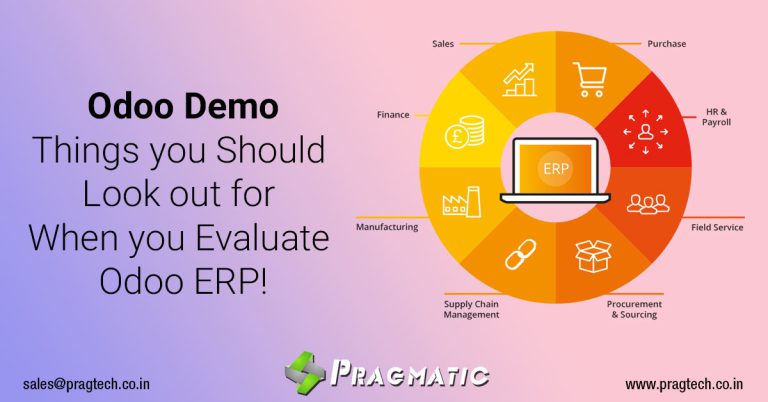 Odoo Demo
Things you Should
Look out for
When you Evaluate
Odoo ERP!
Sales
Purchase
Finance
HR &
Payroll
£
ERP
Manufacturing
Field Service
Supply Chain
Management
Procurement
& Sourcing
PRAGMATIC
sales@pragtech.co.in
www.pragtech.co.in